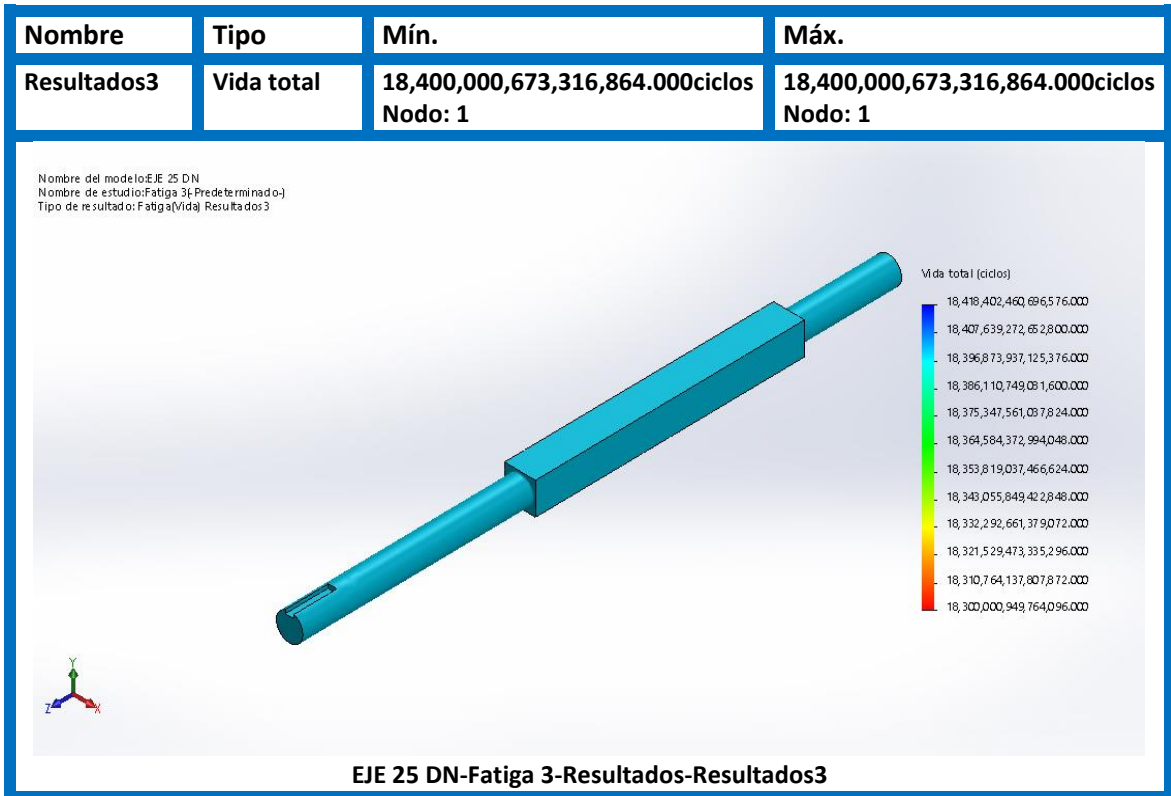 Nombre Tipo Mín. Máx.
Resultados3 Vida total 18,400,000,673,316,864.000ciclos 18,400,000,673,316,864.000ciclos
Nodo: 1 Nodo: 1
Nombre del modelo:EJE 25 DN
Nombre de estudio:Fatiga 3(-Predeterminado-)
Tipo de resultado: Fatiga(Vida) Resultados3
Vida total (ciclos)
18,418,402,460,696,576.000
18,407,639,272,652,800.000
18,396,873,937,125,376.000
18,386,110,749,081,600.000
18,375,347,561,037,824.000
18,364,584,372,994,048.000
18,353,819,037,466,624.000
18,343,055,849,422,848.000
18,332,292,661,379,072.000
18,321,529,473,335,296.000
18,310,764,137,807,872.000
18,300,000,949,764,096.000
Y
Z X
EJE 25 DN-Fatiga 3-Resultados-Resultados3